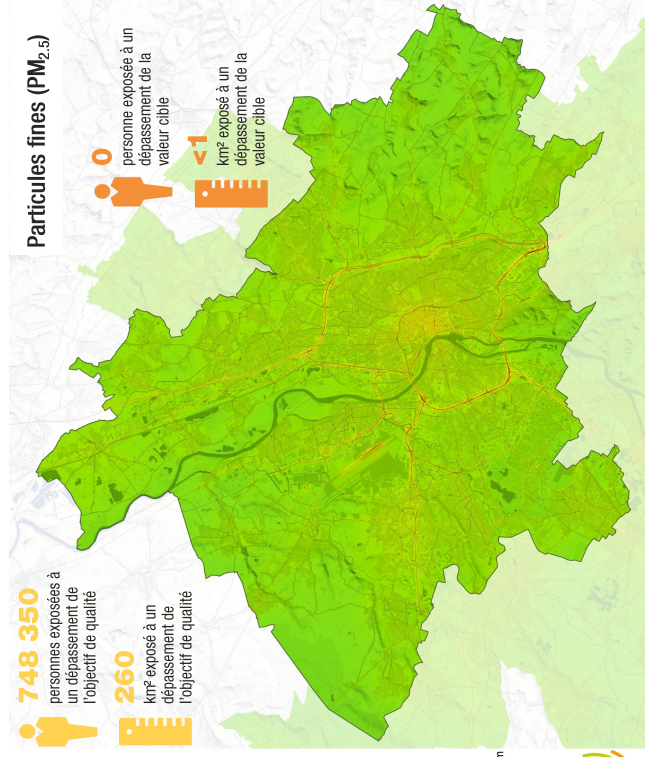 Particules fines (PM2.5)
748 350
personnes exposées à
un dépassement de
l'objectif de qualité
260
km² exposé à un
dépassement de
l'objectif de qualité
0
personne exposée à un
dépassement de la
valeur cible
<1
km² exposé à un
dépassement de la
valeur cible
m